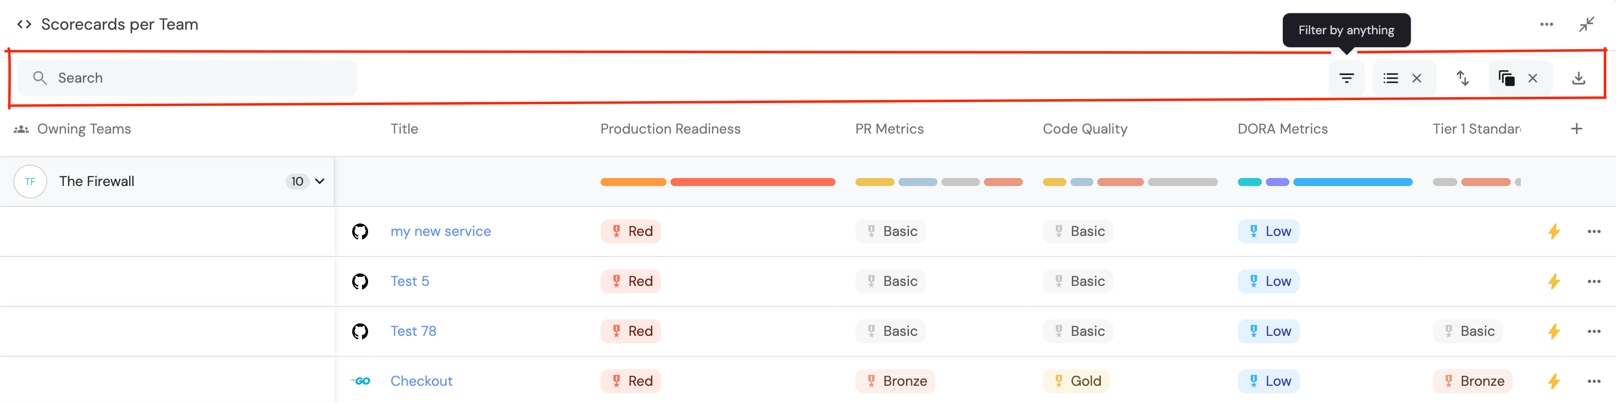 Scorecards per Team
Filter by anything
Search
Owning Teams Title Production Readiness PR Metrics Code Quality DORA Metrics Tier 1 Standar
TF The Firewall 10
my new service Red Basic Basic Low
Test 5 Red Basic Basic Low
Test 78 Red Basic Basic Low Basic
GO Checkout Red Bronze Gold Low Bronze